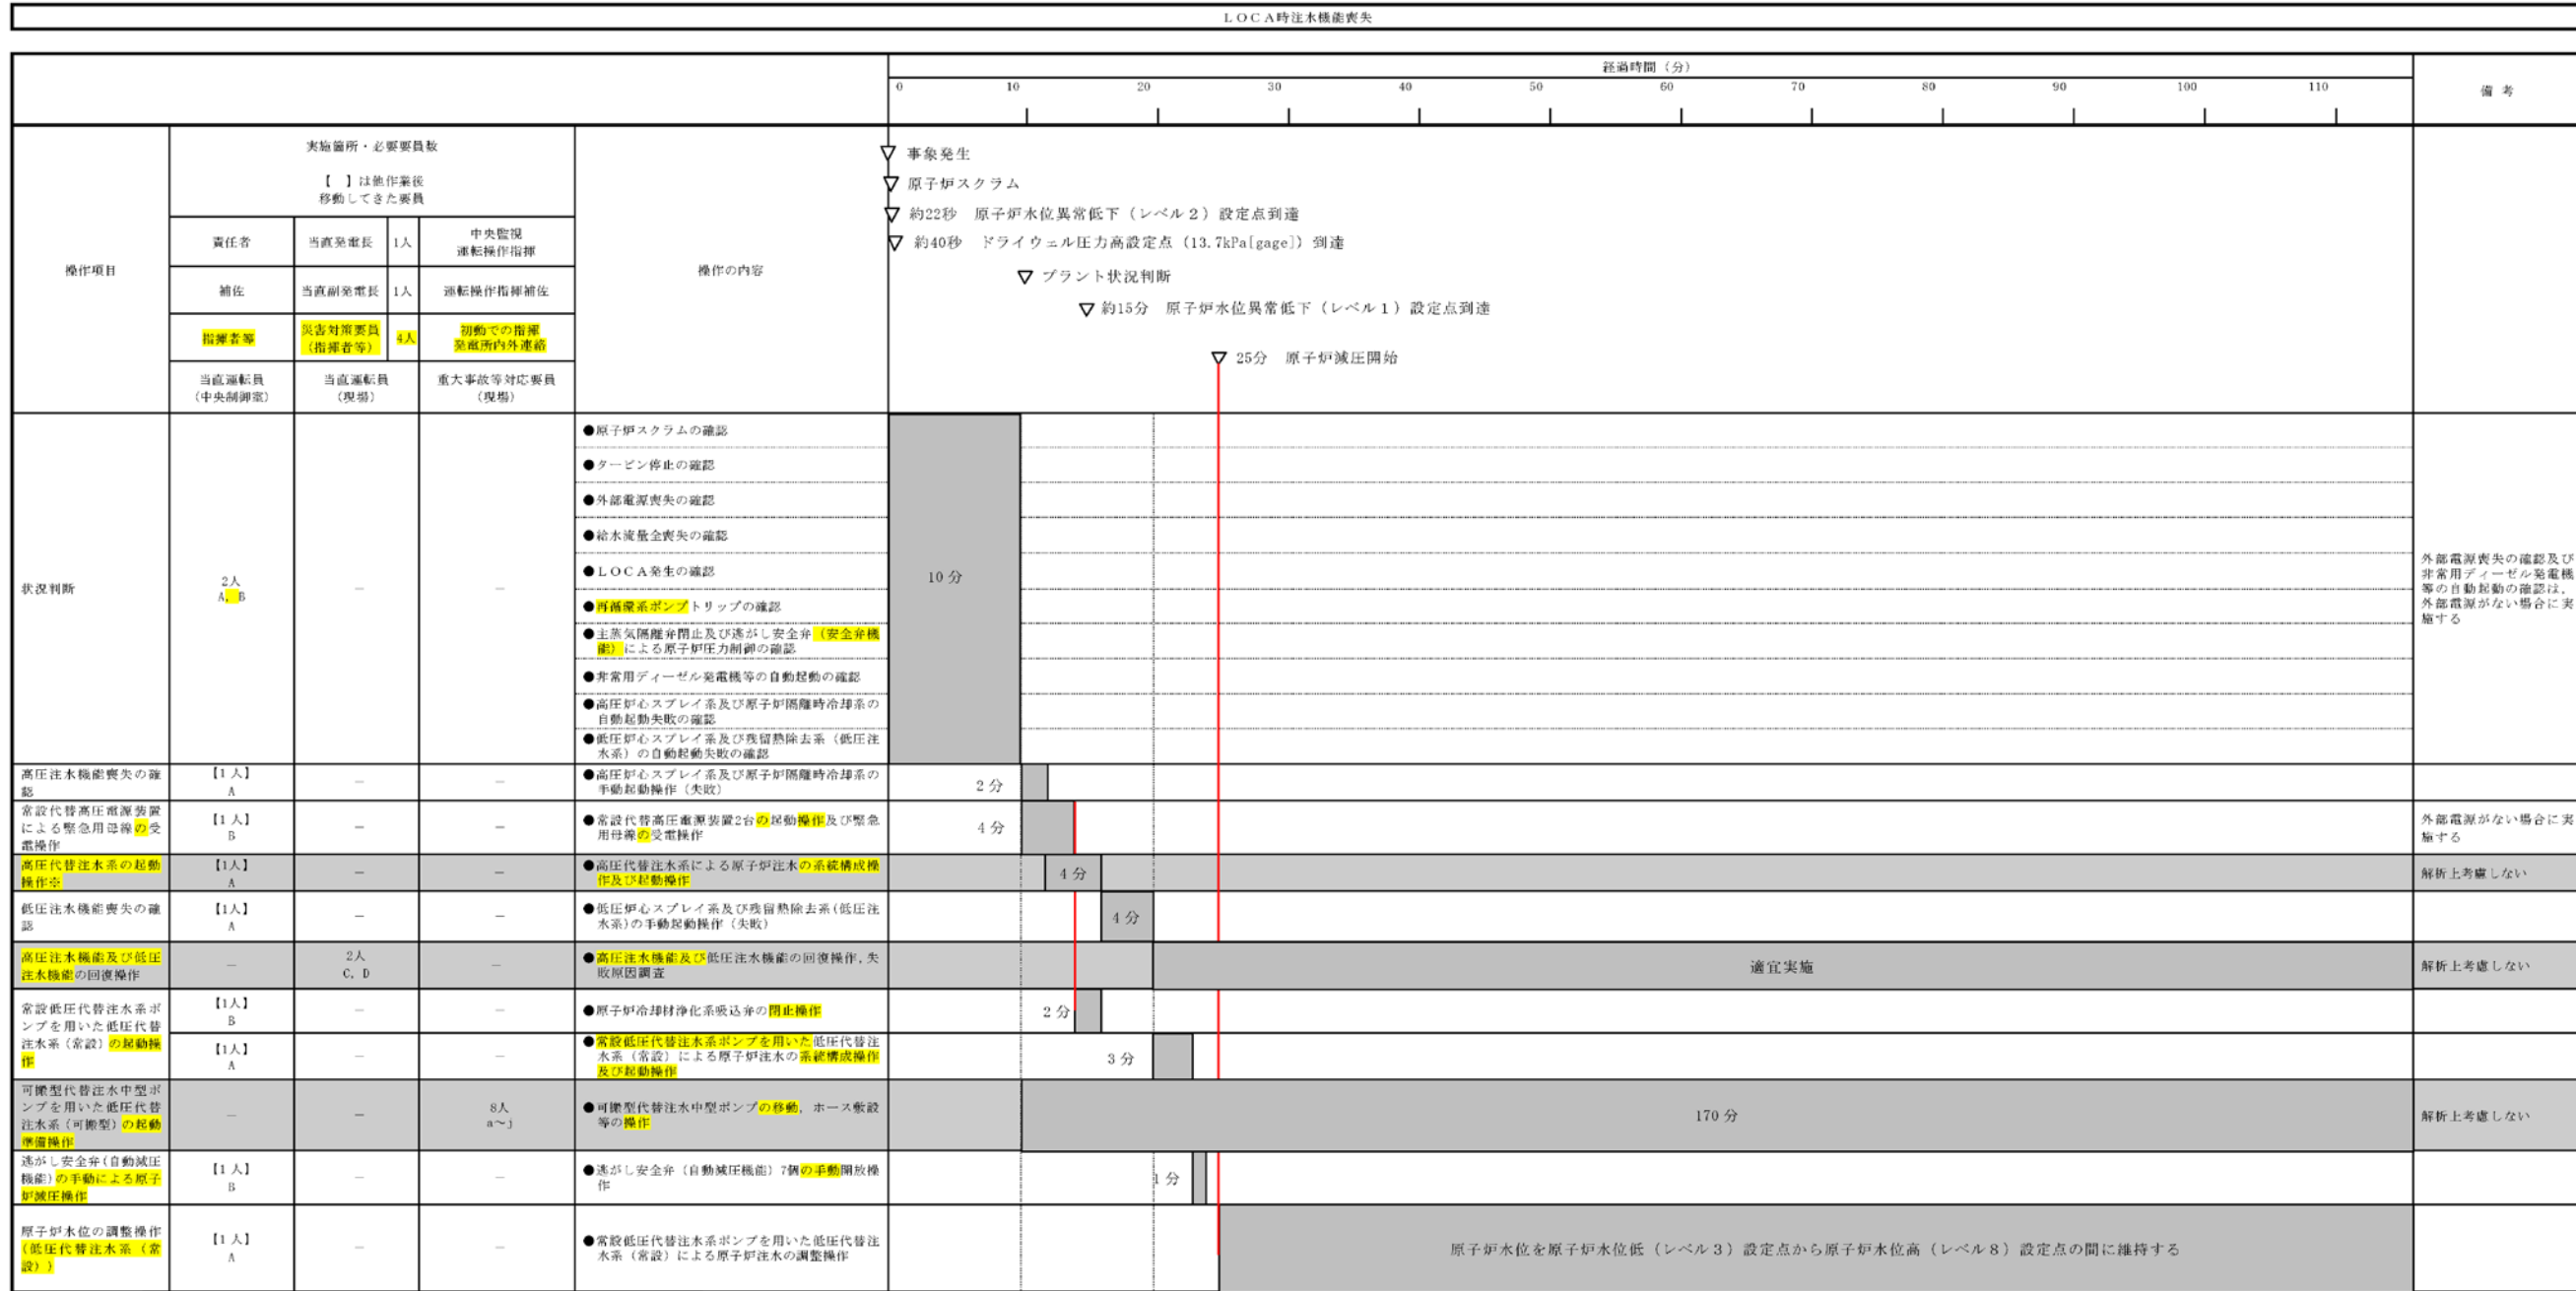 LOCA時注水機能喪失
経過時間(分)
0 10 20 30 40 50 60 70 80 90 100 110
備 考
操作項目
実施箇所・必要要員数
【 】は他作業後
移動してきた要員
責任者 当直発電長 1人 中央監視
運転操作指揮
補佐 当直副発電長 1人 運転操作指揮補佐
指揮者等 災害対策要員
(指揮者等) 4人 初動での指揮
発電所内外連絡
当直運転員
(中央制御室)
当直運転員
(現場)
重大事故等対応要員
(現場)
操作の内容
▽ 事象発生
▽ 原子炉スクラム
▽ 約22秒 原子炉水位異常低下(レベル2)設定点到達
▽ 約40秒 ドライウェル圧力高設定点(13.7kPa[gage])到達
▽ プラント状況判断
▽ 約15分 原子炉水位異常低下(レベル1)設定点到達
▽ 25分 原子炉減圧開始
状況判断
2人
A, B
-
-
●原子炉スクラムの確認
●タービン停止の確認
●外部電源喪失の確認
●給水流量全喪失の確認
●LOCA発生の確認
●再循環系ポンプトリップの確認
●主蒸気隔離弁閉止及び逃がし安全弁(安全弁機
能)による原子炉圧力制御の確認
●非常用ディーゼル発電機等の自動起動の確認
●高圧炉心スプレイ系及び原子炉隔離時冷却系の
自動起動失敗の確認
●低圧炉心スプレイ系及び残留熱除去系(低圧注
水系)の自動起動失敗の確認
10分
外部電源喪失の確認及び
非常用ディーゼル発電機
等の自動起動の確認は,
外部電源がない場合に実
施する
高圧注水機能喪失の確
認
【1人】
A
-
-
●高圧炉心スプレイ系及び原子炉隔離時冷却系の
手動起動操作(失敗)
2分
常設代替高圧電源装置
による緊急用母線の受
電操作
【1人】
B
-
-
●常設代替高圧電源装置2台の起動操作及び緊急
用母線の受電操作
4分
外部電源がない場合に実
施する
高圧代替注水系の起動
操作※
【1人】
A
-
-
●高圧代替注水系による原子炉注水の系統構成操
作及び起動操作
4分
解析上考慮しない
低圧注水機能喪失の確
認
【1人】
A
-
-
●低圧炉心スプレイ系及び残留熱除去系(低圧注
水系)の手動起動操作(失敗)
4分
高圧注水機能及び低圧
注水機能の回復操作
-
2人
C, D
-
●高圧注水機能及び低圧注水機能の回復操作,失
敗原因調査
適宜実施
解析上考慮しない
常設低圧代替注水系ポ
ンプを用いた低圧代替
注水系(常設)の起動操
作
【1人】
B
-
-
●原子炉冷却材浄化系吸込弁の閉止操作
2分
【1人】
A
-
-
●常設低圧代替注水系ポンプを用いた低圧代替注
水系(常設)による原子炉注水の系統構成操作
及び起動操作
3分
可搬型代替注水中型ポ
ンプを用いた低圧代替
注水系(可搬型)の起動
準備操作
-
-
8人
a～j
●可搬型代替注水中型ポンプの移動, ホース敷設
等の操作
170分
解析上考慮しない
逃がし安全弁(自動減圧
機能)の手動による原子
炉減圧操作
【1人】
B
-
-
●逃がし安全弁(自動減圧機能)7個の手動開放操
作
1分
原子炉水位の調整操作
(低圧代替注水系(常
設))
【1人】
A
-
-
●常設低圧代替注水系ポンプを用いた低圧代替注
水系(常設)による原子炉注水の調整操作
原子炉水位を原子炉水位低(レベル3)設定点から原子炉水位高(レベル8)設定点の間に維持する